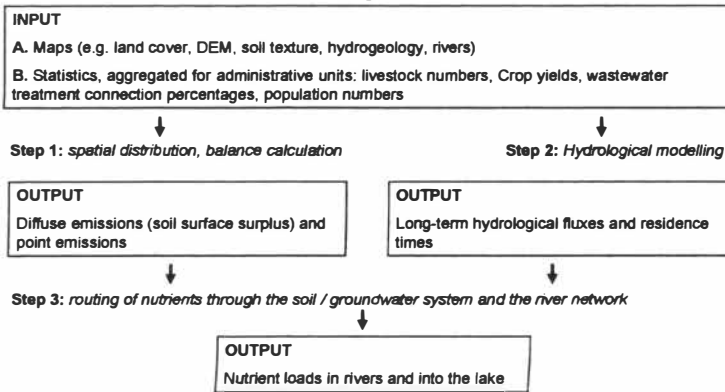 INPUT
A. Maps (e.g. land cover, DEM, soil texture, hydrogeology, rivers)
B. Statistics, aggregated for administrative units: livestock numbers, Crop yields, wastewater
treatment connection percentages, population numbers
Step 1: spatial distribution, balance calculation
Step 2: Hydrological modelling
OUTPUT
Diffuse emissions (soil surface surplus) and
point emissions
OUTPUT
Long-term hydrological fluxes and residence
times
Step 3: routing of nutrients through the soil / groundwater system and the river network
OUTPUT
Nutrient loads in rivers and into the lake